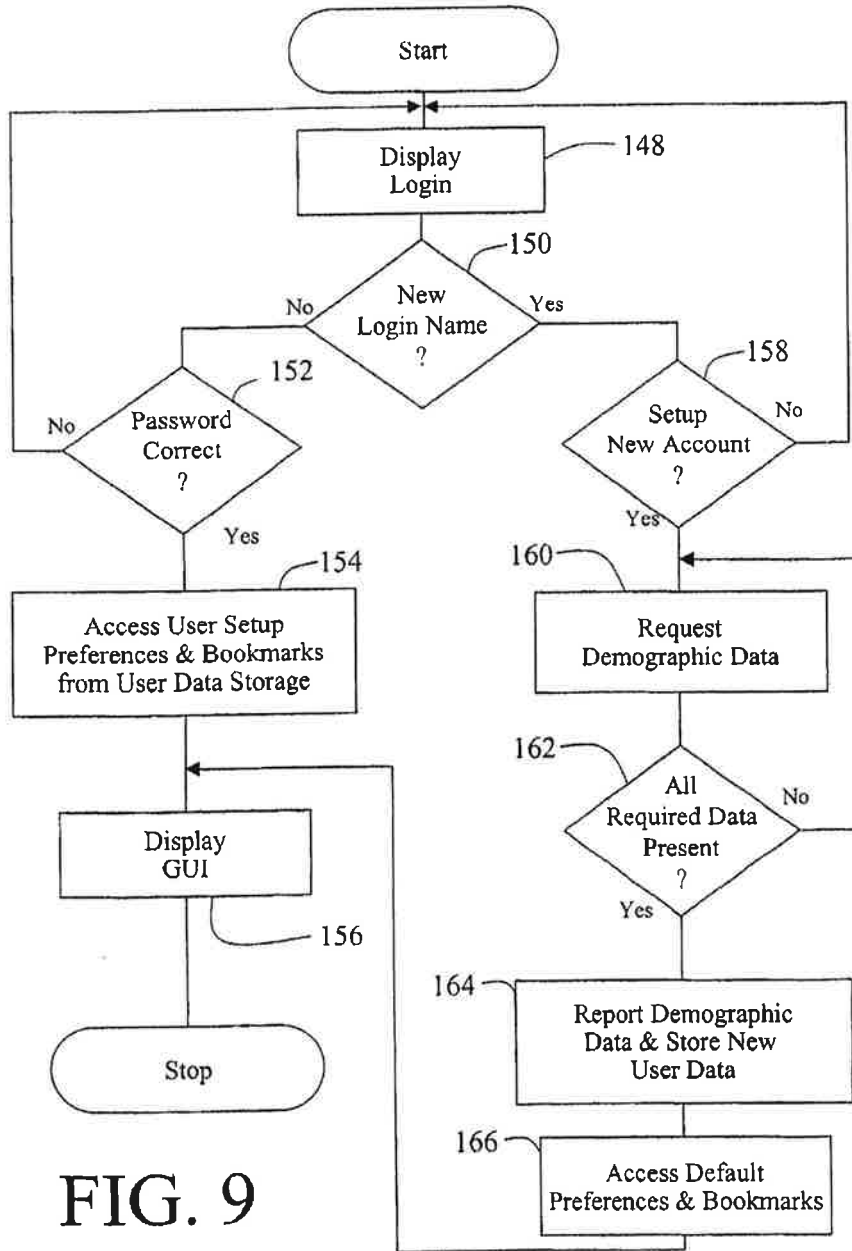 Start
Display
Login
148
150
New
Login Name
?
No
Yes
152
Password
Correct
?
No
Yes
158
Setup
New Account
?
No
Yes
154
Access User Setup
Preferences & Bookmarks
from User Data Storage
160
Request
Demographic Data
162
All
Required Data
Present
?
No
Yes
Display
GUI
156
164
Report Demographic
Data & Store New
User Data
Stop
166
Access Default
Preferences & Bookmarks
FIG. 9